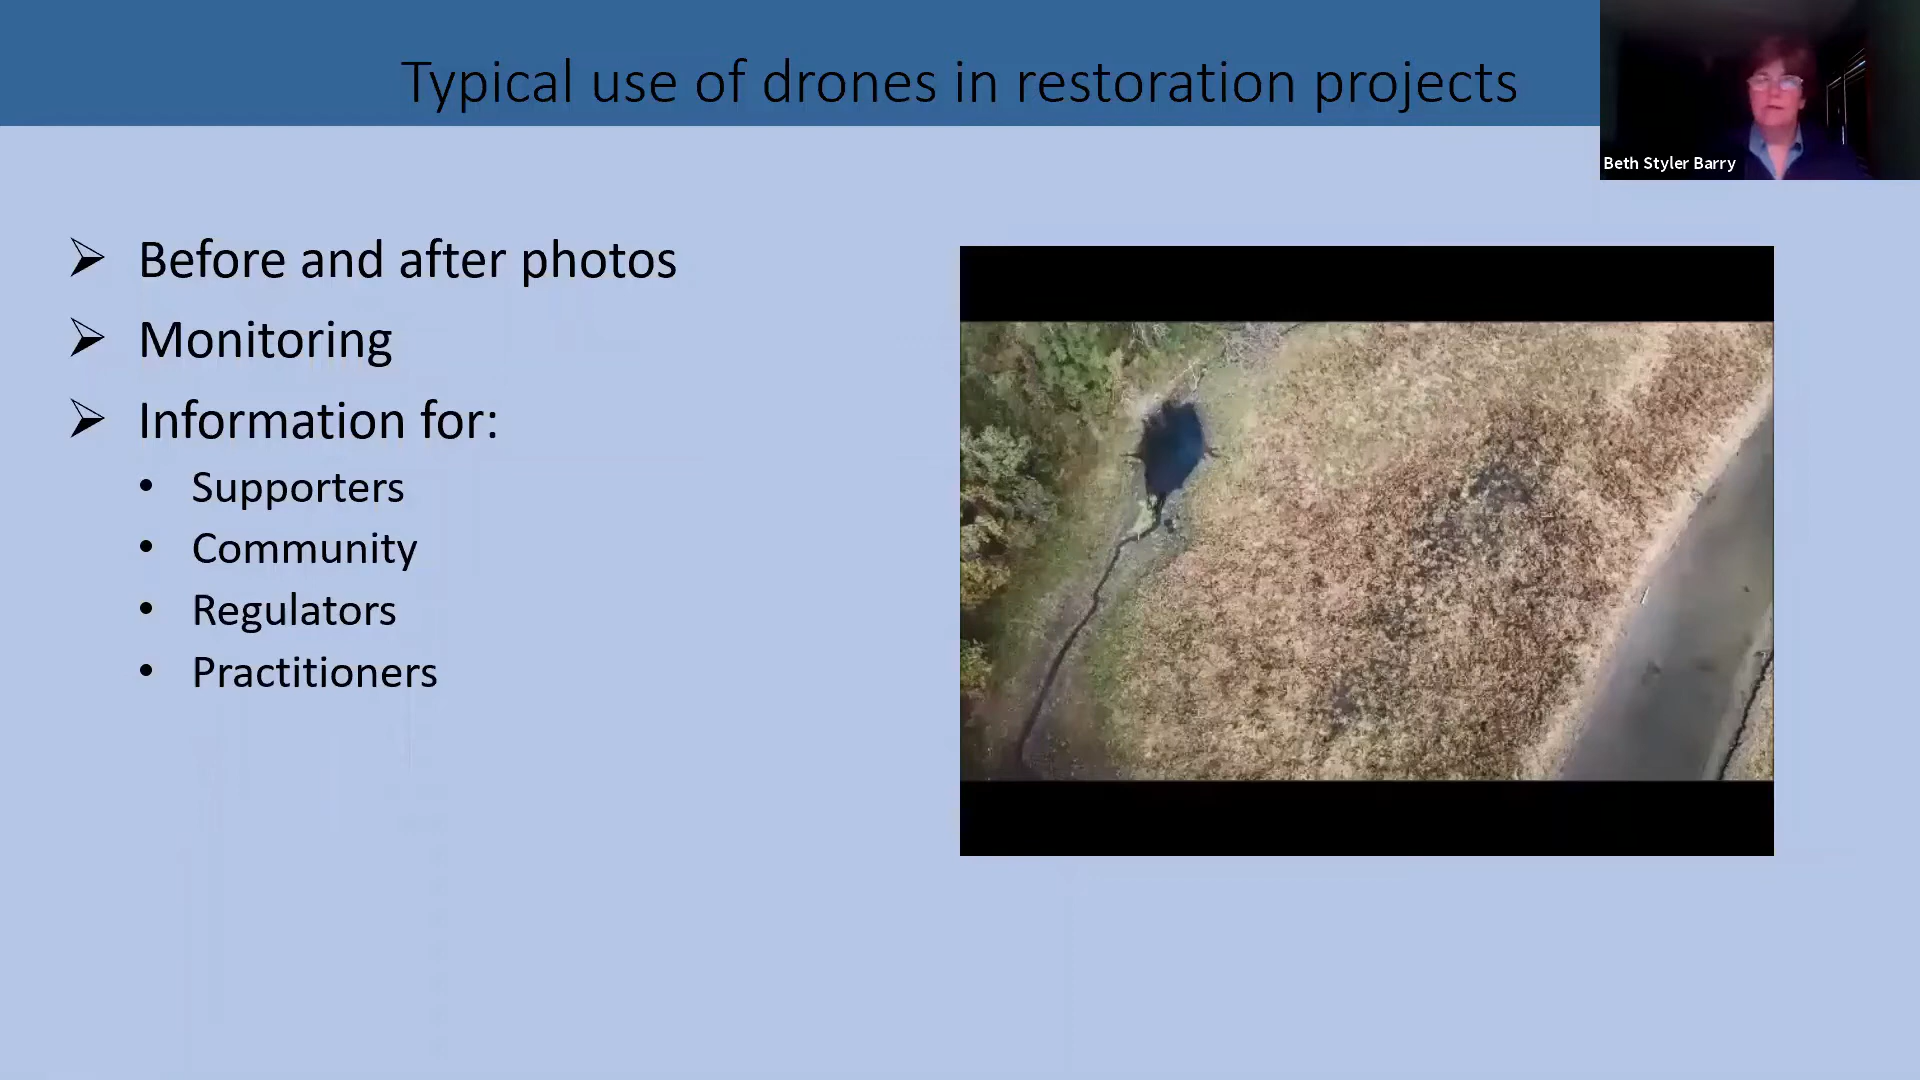 Typical use of drones in restoration projects
Beth Styler Barry
➢ Before and after photos
➢ Monitoring
➢ Information for:
• Supporters
• Community
• Regulators
• Practitioners